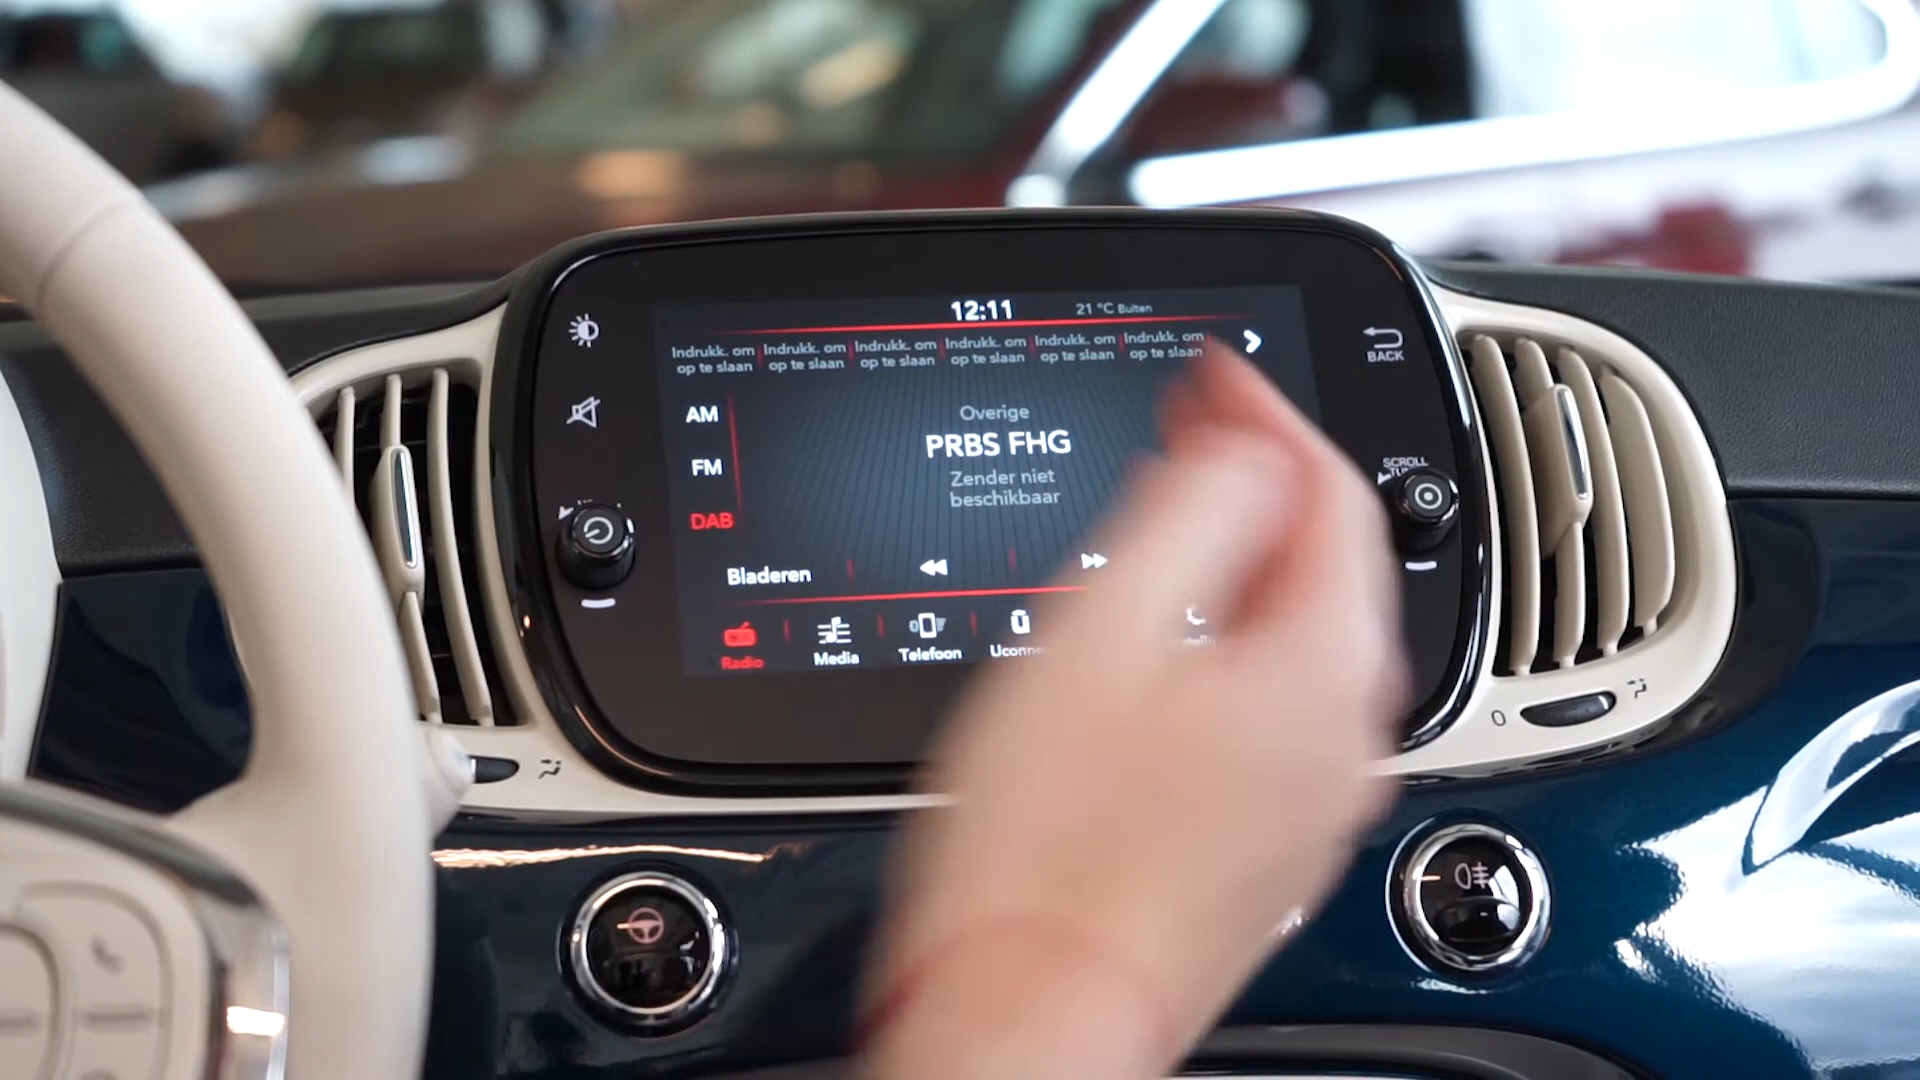 12:11
21 °C Buiten
Indrukk. om op te slaan
Indrukk. om op te slaan
Indrukk. om op te slaan
Indrukk. om op te slaan
Indrukk. om op te slaan
Indrukk. om op te slaan
BACK
AM
FM
DAB
Overige
PRBS FHG
Zender niet
beschikbaar
SCROLL
Bladeren
Radio
Media
Telefoon
0